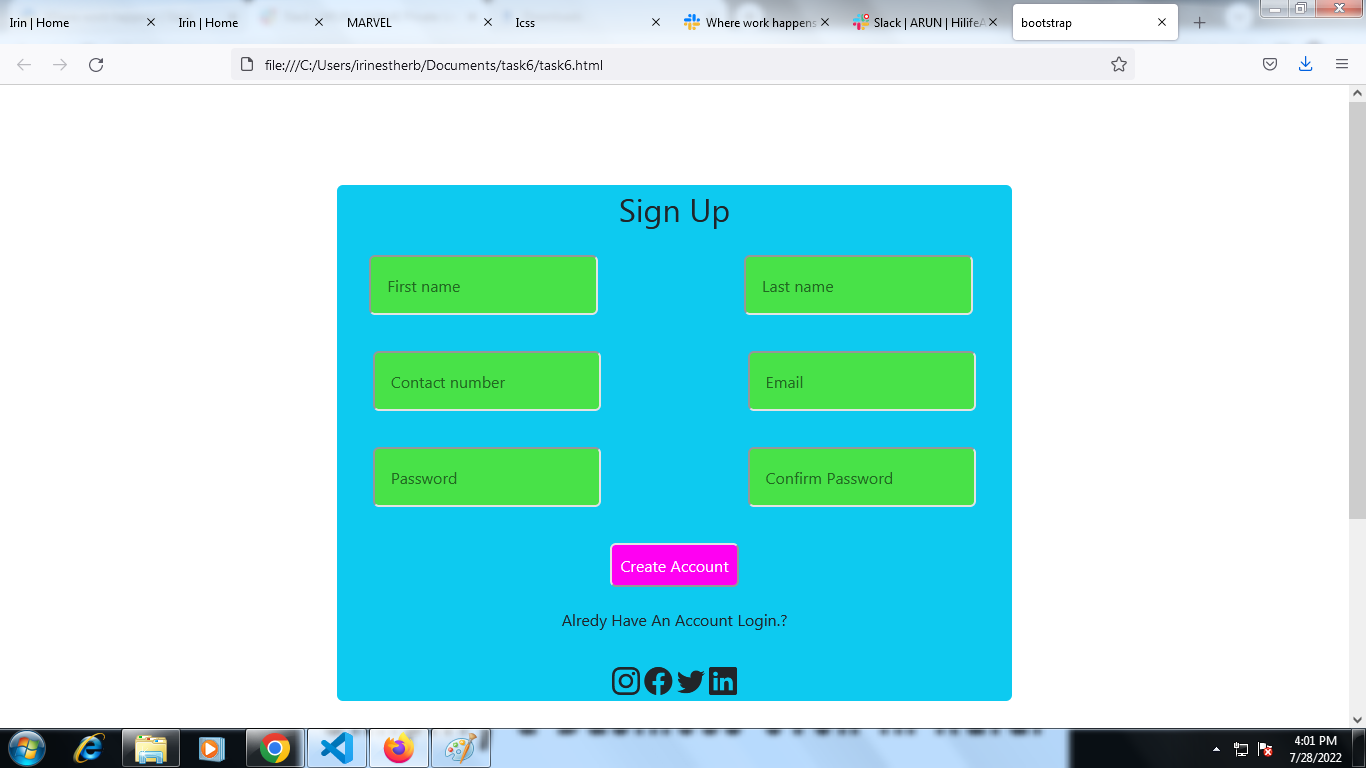 Irin | Home
Irin | Home
MARVEL
Icss
Where work happens
Slack | ARUN | Hilife
bootstrap
file:///C:/Users/irinestherb/Documents/task6/task6.html
Sign Up
First name
Last name
Contact number
Email
Password
Confirm Password
Create Account
Alredy Have An Account Login.?
4:01 PM
7/28/2022